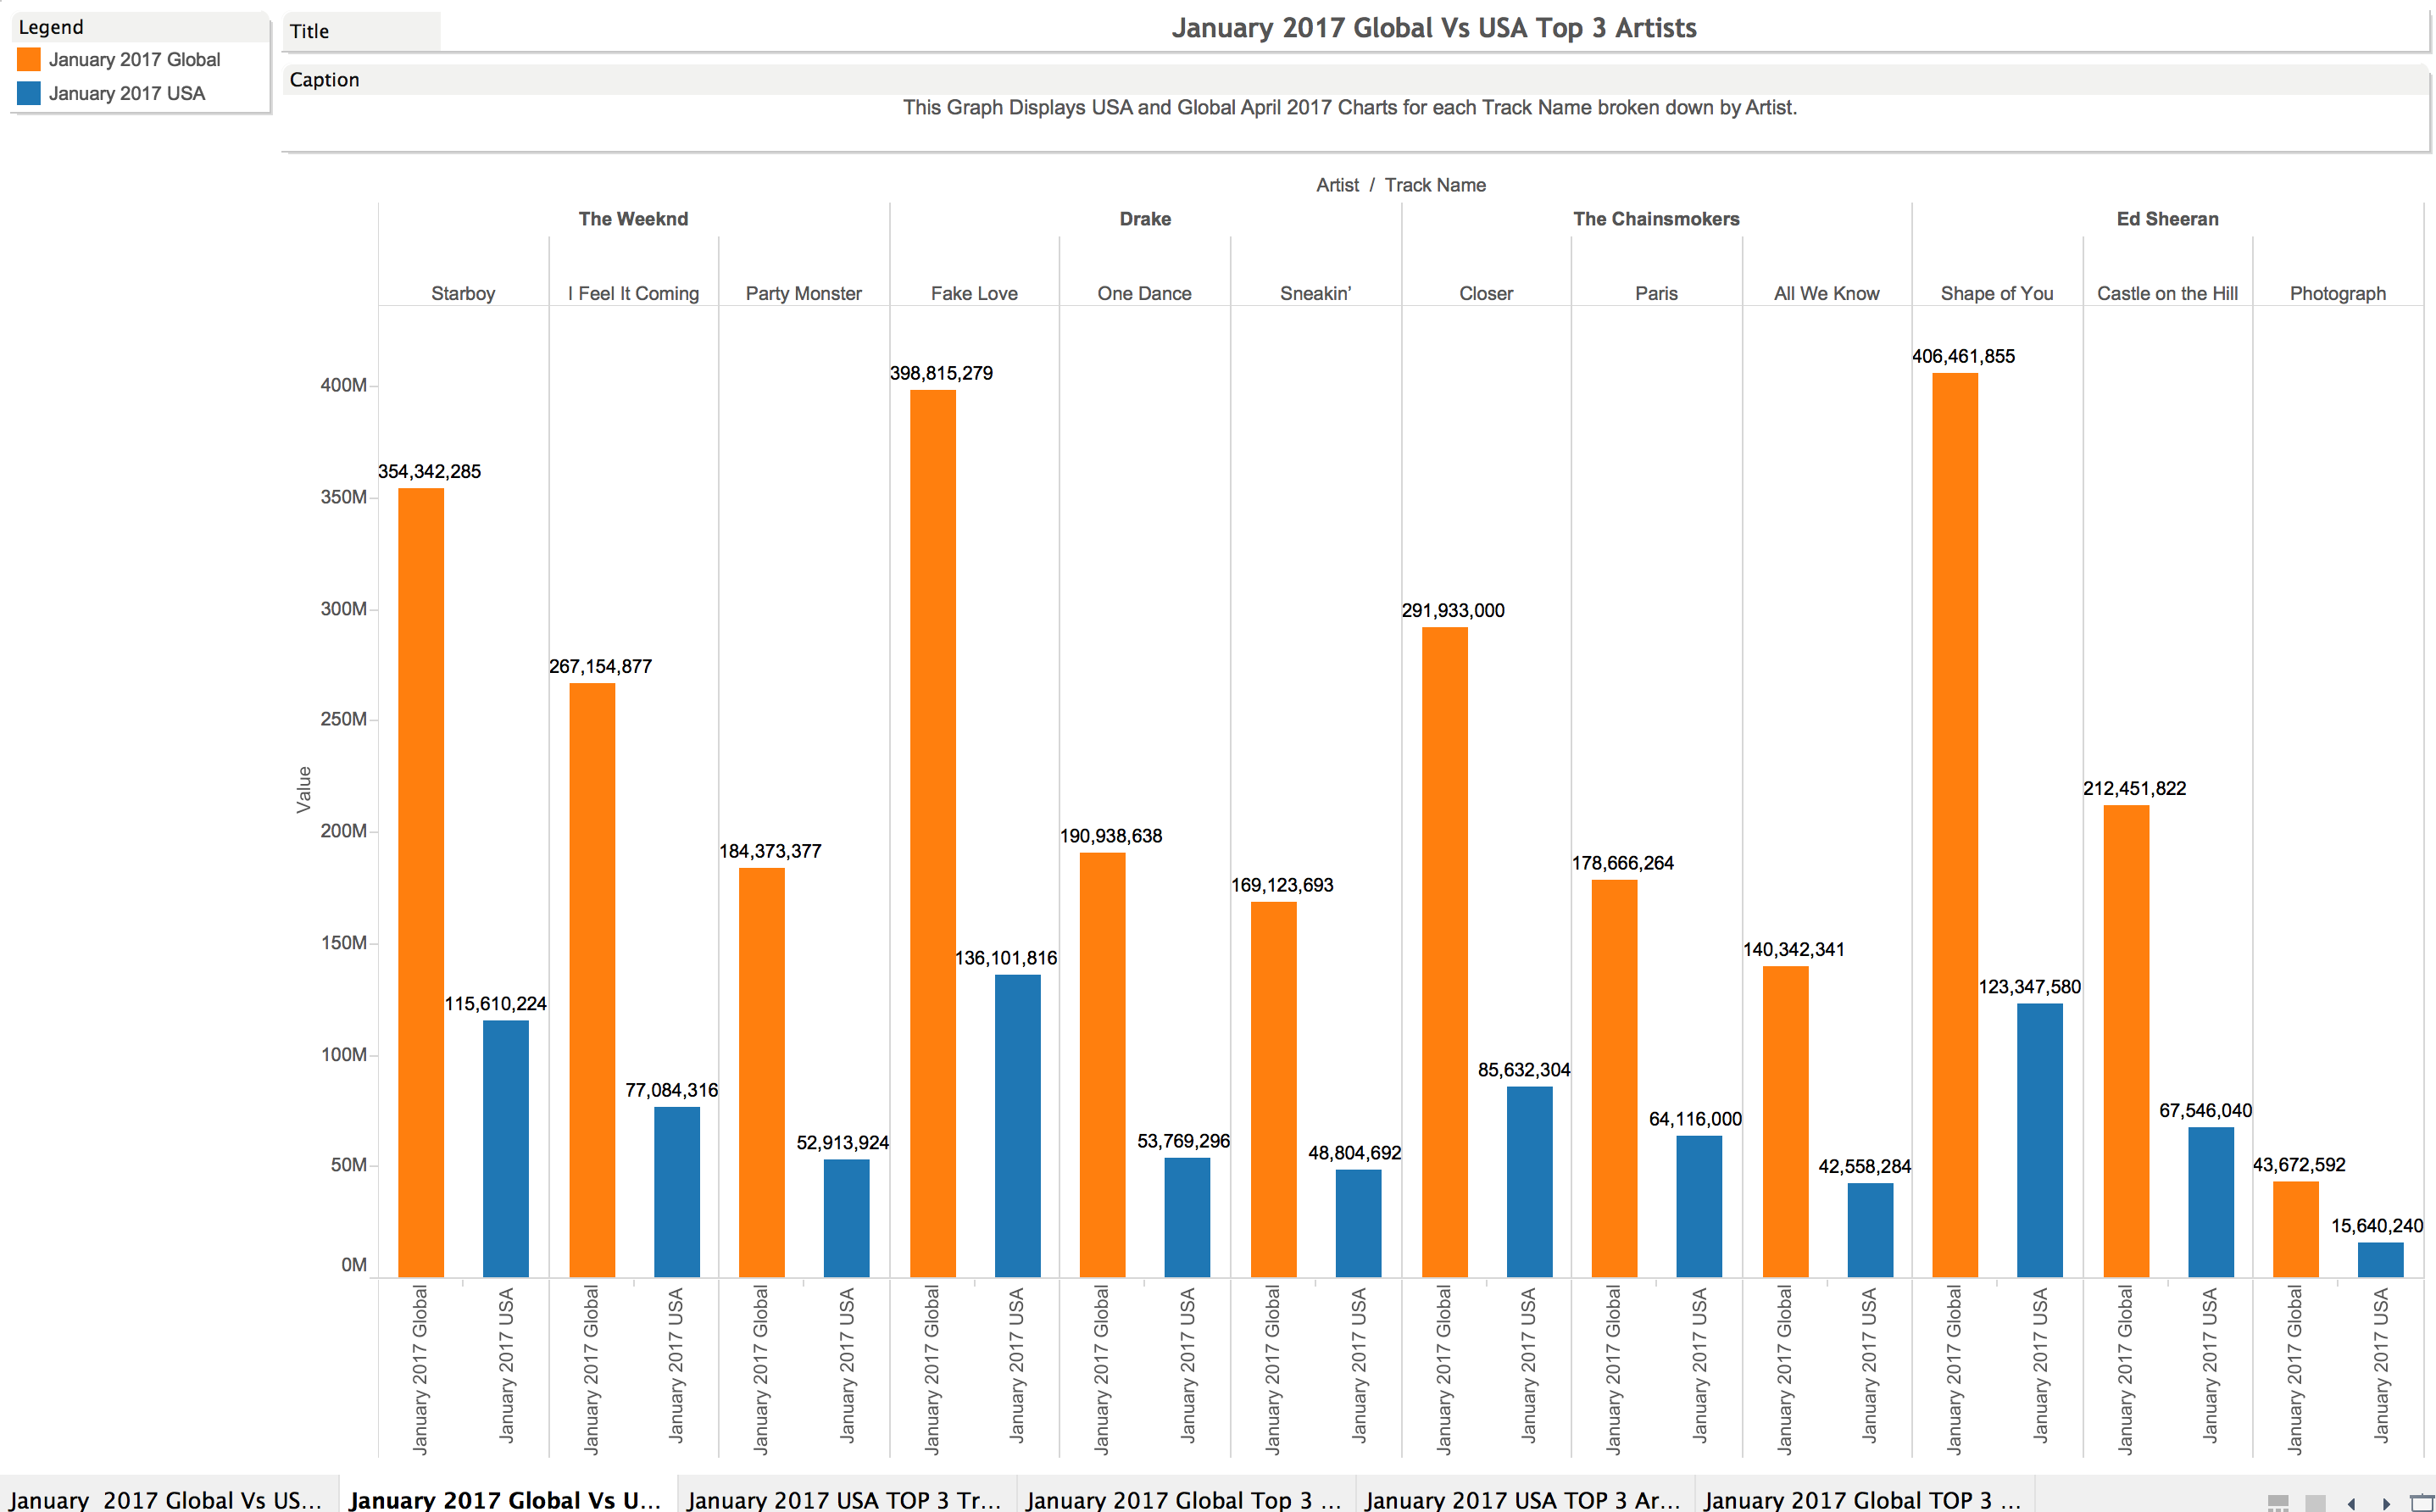 Legend
January 2017 Global
January 2017 USA
Title
January 2017 Global Vs USA Top 3 Artists
Caption
This Graph Displays USA and Global April 2017 Charts for each Track Name broken down by Artist.
Artist / Track Name
The Weeknd Drake The Chainsmokers Ed Sheeran
Starboy I Feel It Coming Party Monster Fake Love One Dance Sneakin' Closer Paris All We Know Shape of You Castle on the Hill Photograph
Value
400M
350M
300M
250M
200M
150M
100M
50M
0M
354,342,285
115,610,224
267,154,877
77,084,316
184,373,377
52,913,924
398,815,279
136,101,816
190,938,638
53,769,296
169,123,693
48,804,692
291,933,000
85,632,304
178,666,264
64,116,000
140,342,341
42,558,284
406,461,855
123,347,580
212,451,822
67,546,040
43,672,592
15,640,240
January 2017 Global
January 2017 USA
January 2017 Global
January 2017 USA
January 2017 Global
January 2017 USA
January 2017 Global
January 2017 USA
January 2017 Global
January 2017 USA
January 2017 Global
January 2017 USA
January 2017 Global
January 2017 USA
January 2017 Global
January 2017 USA
January 2017 Global
January 2017 USA
January 2017 Global
January 2017 USA
January 2017 Global
January 2017 USA
January 2017 Global
January 2017 USA
January 2017 Global Vs US... January 2017 Global Vs U... January 2017 USA TOP 3 Tr... January 2017 Global Top 3 ... January 2017 USA TOP 3 Ar... January 2017 Global TOP 3 ...